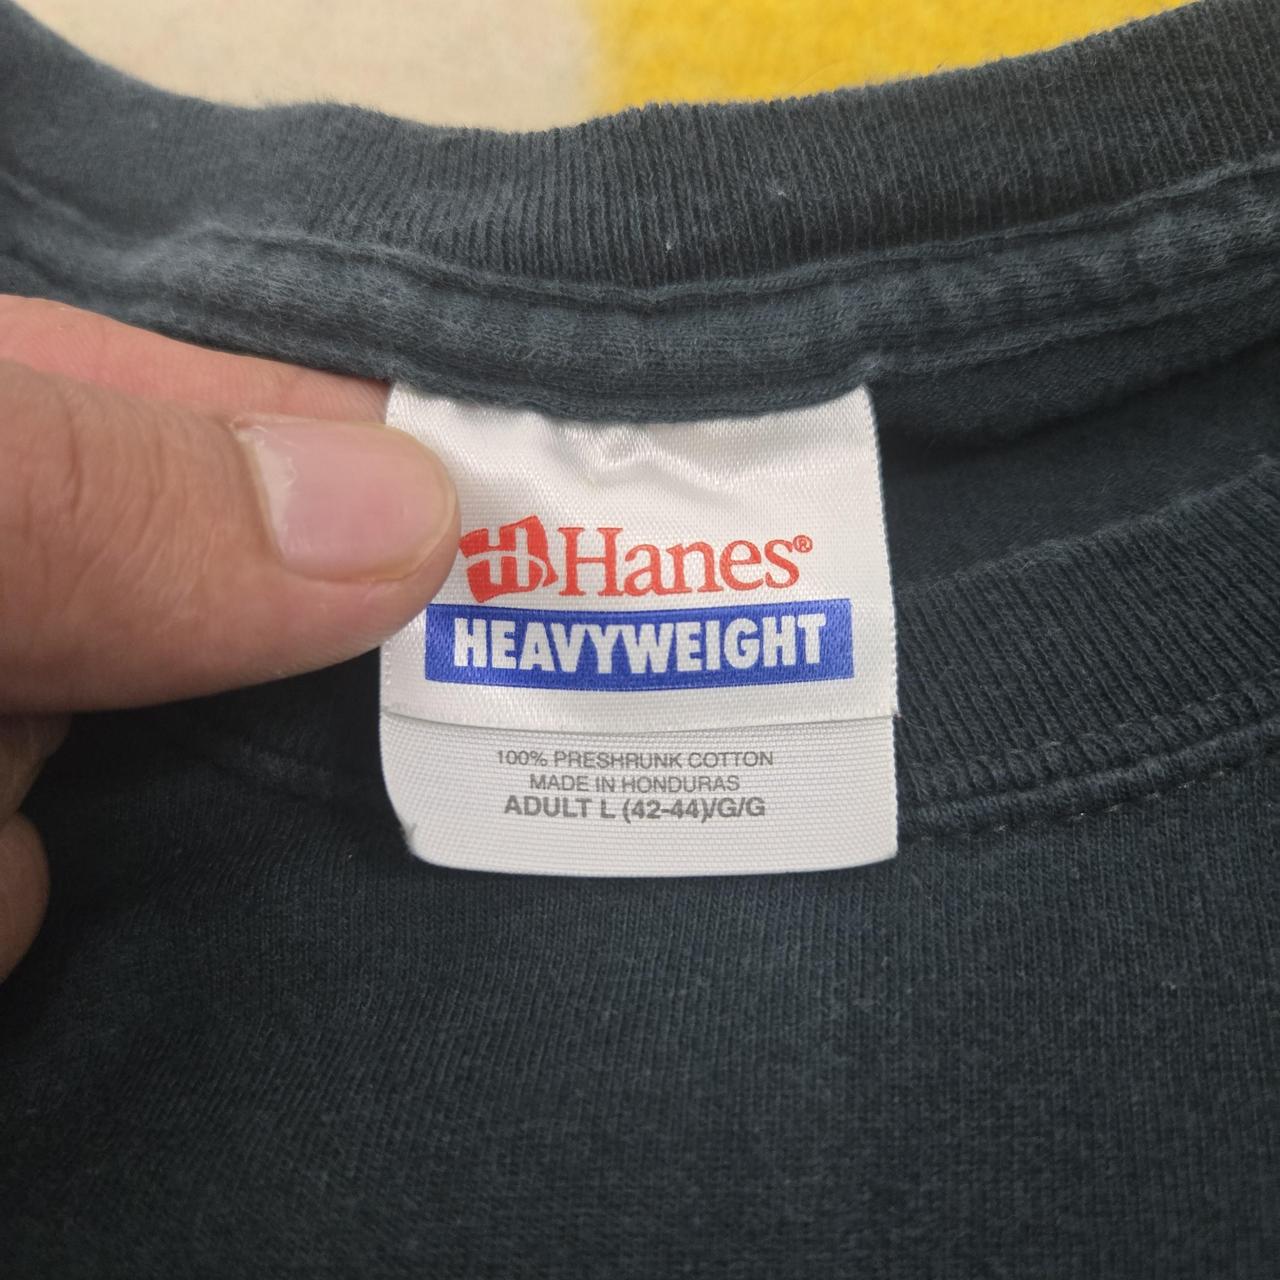 Hanes®
HEAVYWEIGHT
100% PRESHRUNK COTTON
MADE IN HONDURAS
ADULT L (42-44)/G/G